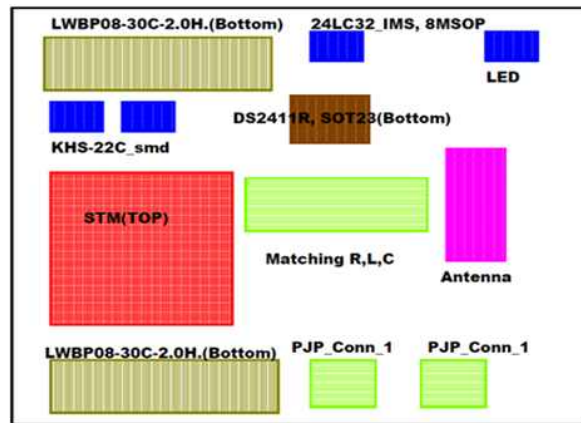 LWBP08-30C-2.0H.(Bottom)
24LC32_IMS, 8MSOP
LED
DS2411R, SOT23(Bottom)
KHS-22C_smd
STM(TOP)
Matching R,L,C
Antenna
LWBP08-30C-2.0H.(Bottom)
PJP_Conn_1
PJP_Conn_1